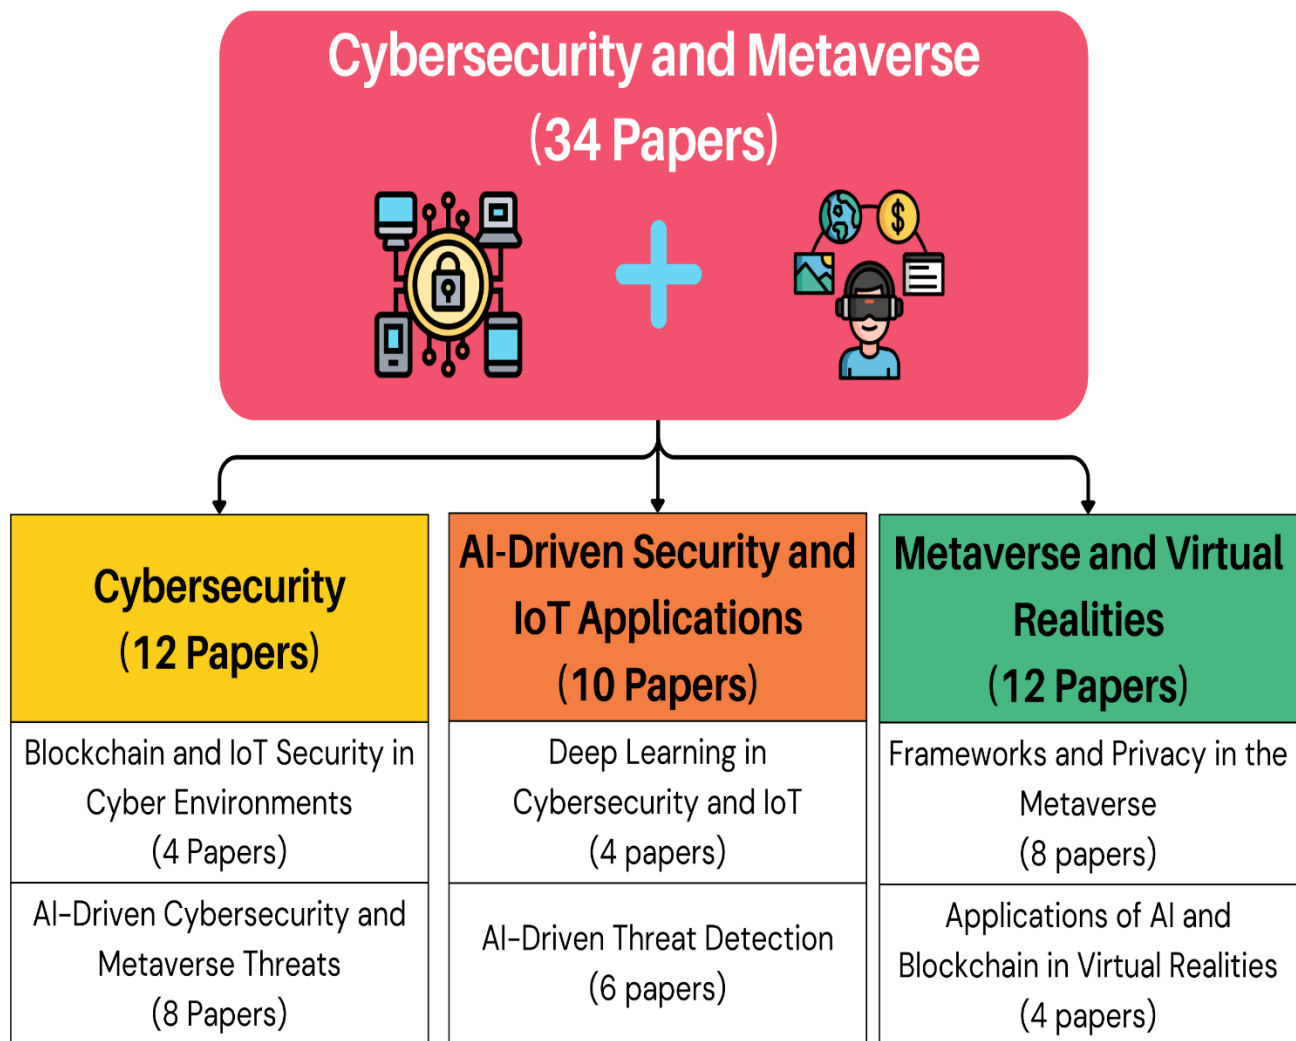 Cybersecurity and Metaverse
(34 Papers)
$
Cybersecurity
(12 Papers)
AI-Driven Security and
IoT Applications
(10 Papers)
Metaverse and Virtual
Realities
(12 Papers)
Blockchain and IoT Security in
Cyber Environments
(4 Papers)
Deep Learning in
Cybersecurity and IoT
(4 papers)
Frameworks and Privacy in the
Metaverse
(8 papers)
AI-Driven Cybersecurity and
Metaverse Threats
(8 Papers)
AI-Driven Threat Detection
(6 papers)
Applications of AI and
Blockchain in Virtual Realities
(4 papers)